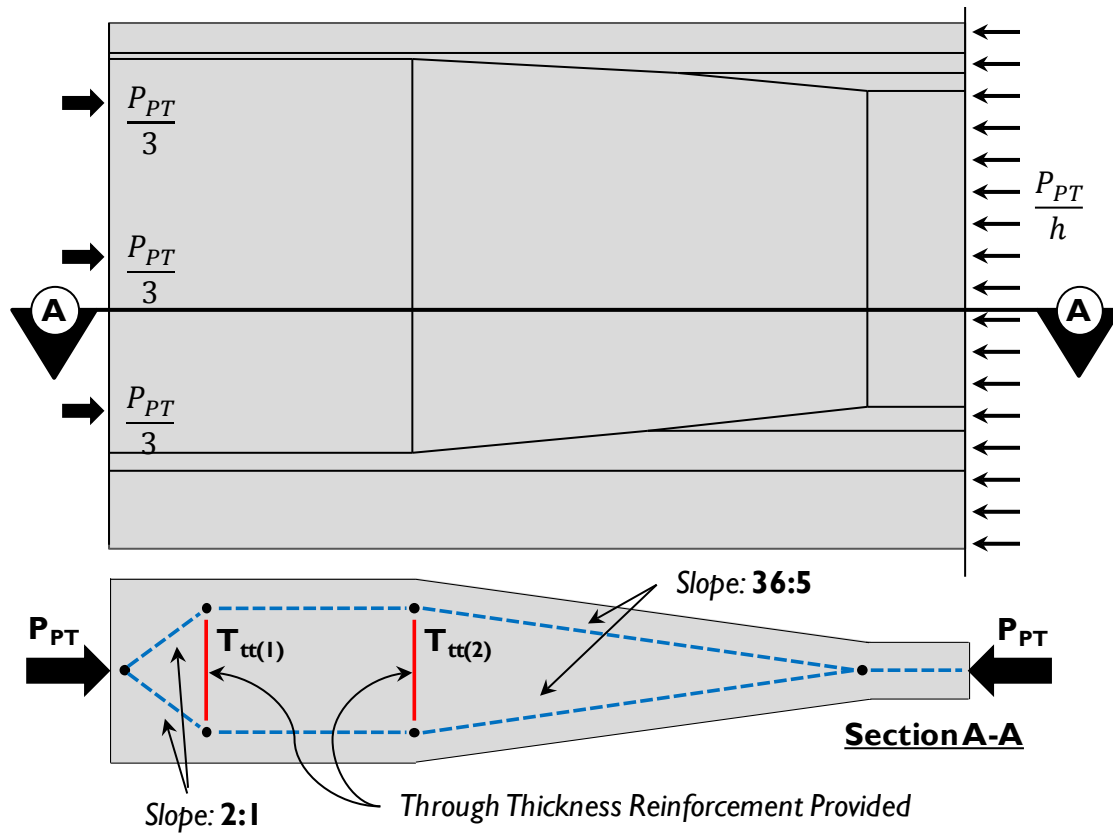 P_PT
3
P_PT
3
P_PT
3
P_PT
h
A
A
Slope: 36:5
P_PT
T_tt(1)
T_tt(2)
P_PT
Section A-A
Slope: 2:1
Through Thickness Reinforcement Provided